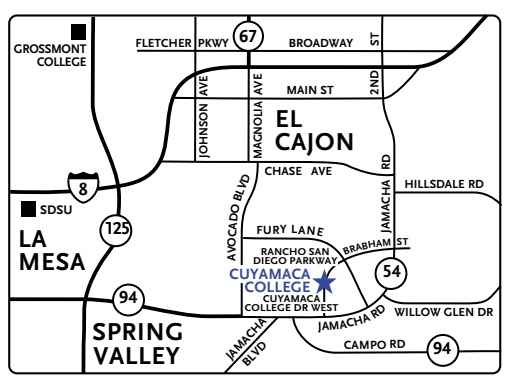 GROSSMONT
COLLEGE
FLETCHER PKWY
67
BROADWAY
2ND ST
JOHNSON AVE
MAGNOLIA AVE
MAIN ST
EL
CAJON
CHASE AVE
8
SDSU
LA
MESA
125
AVOCADO BLVD
JAMACHA RD
HILLSDALE RD
FURY LANE
RANCHO SAN
DIEGO PARKWAY
BRABHAM ST
CUYAMACA
COLLEGE
CUYAMACA
COLLEGE DR WEST
54
94
SPRING
VALLEY
JAMACHA
BLVD
JAMACHA RD
WILLOW GLEN DR
CAMPO RD
94